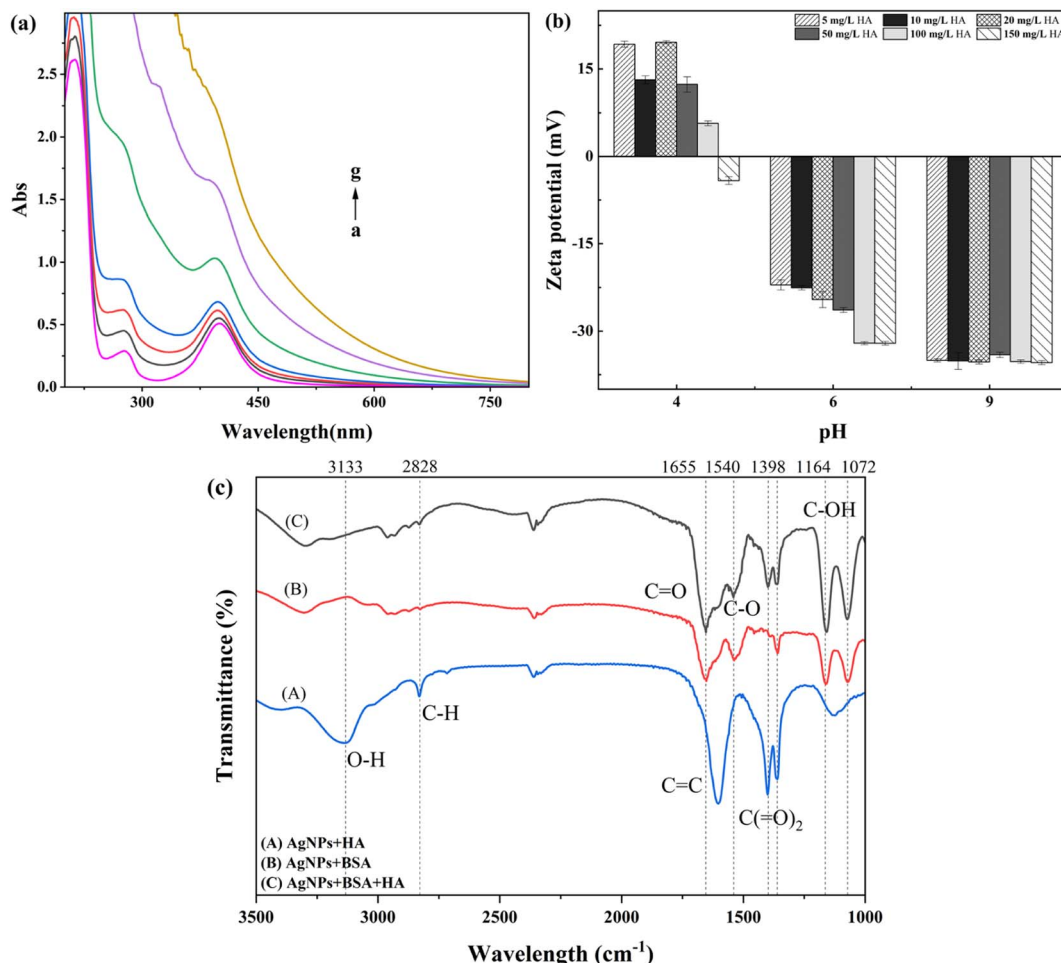 (a)
Abs
2.5
2.0
1.5
1.0
0.5
0.0
g
a
300 450 600 750
Wavelength(nm)
(b)
5 mg/L HA 10 mg/L HA 20 mg/L HA
50 mg/L HA 100 mg/L HA 150 mg/L HA
Zeta potential (mV)
15
0
-15
-30
4 6 9
pH
3133 2828 1655 1540 1398 1164 1072
(c)
(C)
C-OH
C=O
(B)
C-O
(A)
C-H
O-H
C=C
C(=O)2
Transmittance (%)
(A) AgNPs+HA
(B) AgNPs+BSA
(C) AgNPs+BSA+HA
3500 3000 2500 2000 1500 1000
Wavelength (cm-1)